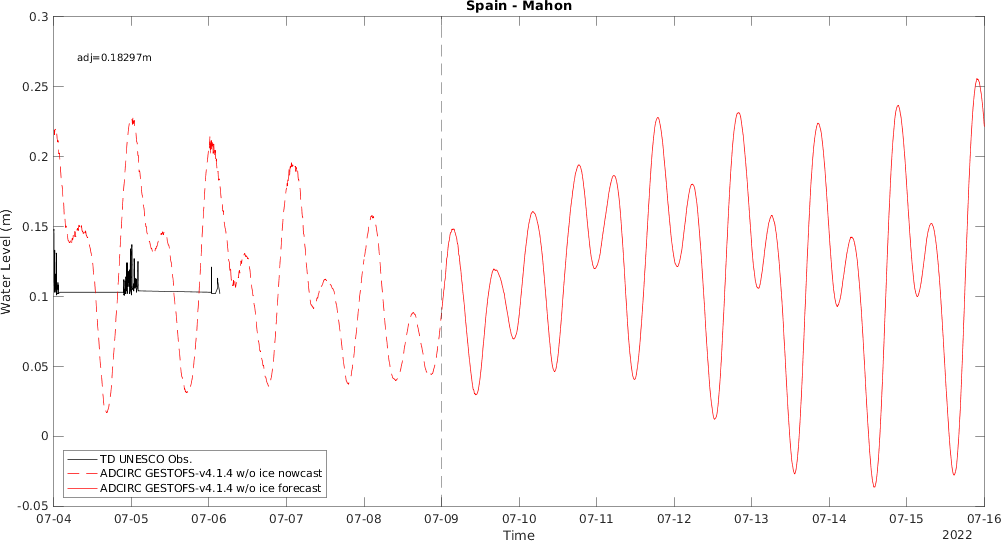 Spain - Mahon
0.3
adj=0.18297m
0.25
0.2
0.15
0.1
0.05
0
-0.05
Water Level (m)
TD UNESCO Obs.
ADCIRC GESTOFS-v4.1.4 w/o ice nowcast
ADCIRC GESTOFS-v4.1.4 w/o ice forecast
07-04 07-05 07-06 07-07 07-08 07-09 07-10 07-11 07-12 07-13 07-14 07-15 07-16
Time
2022